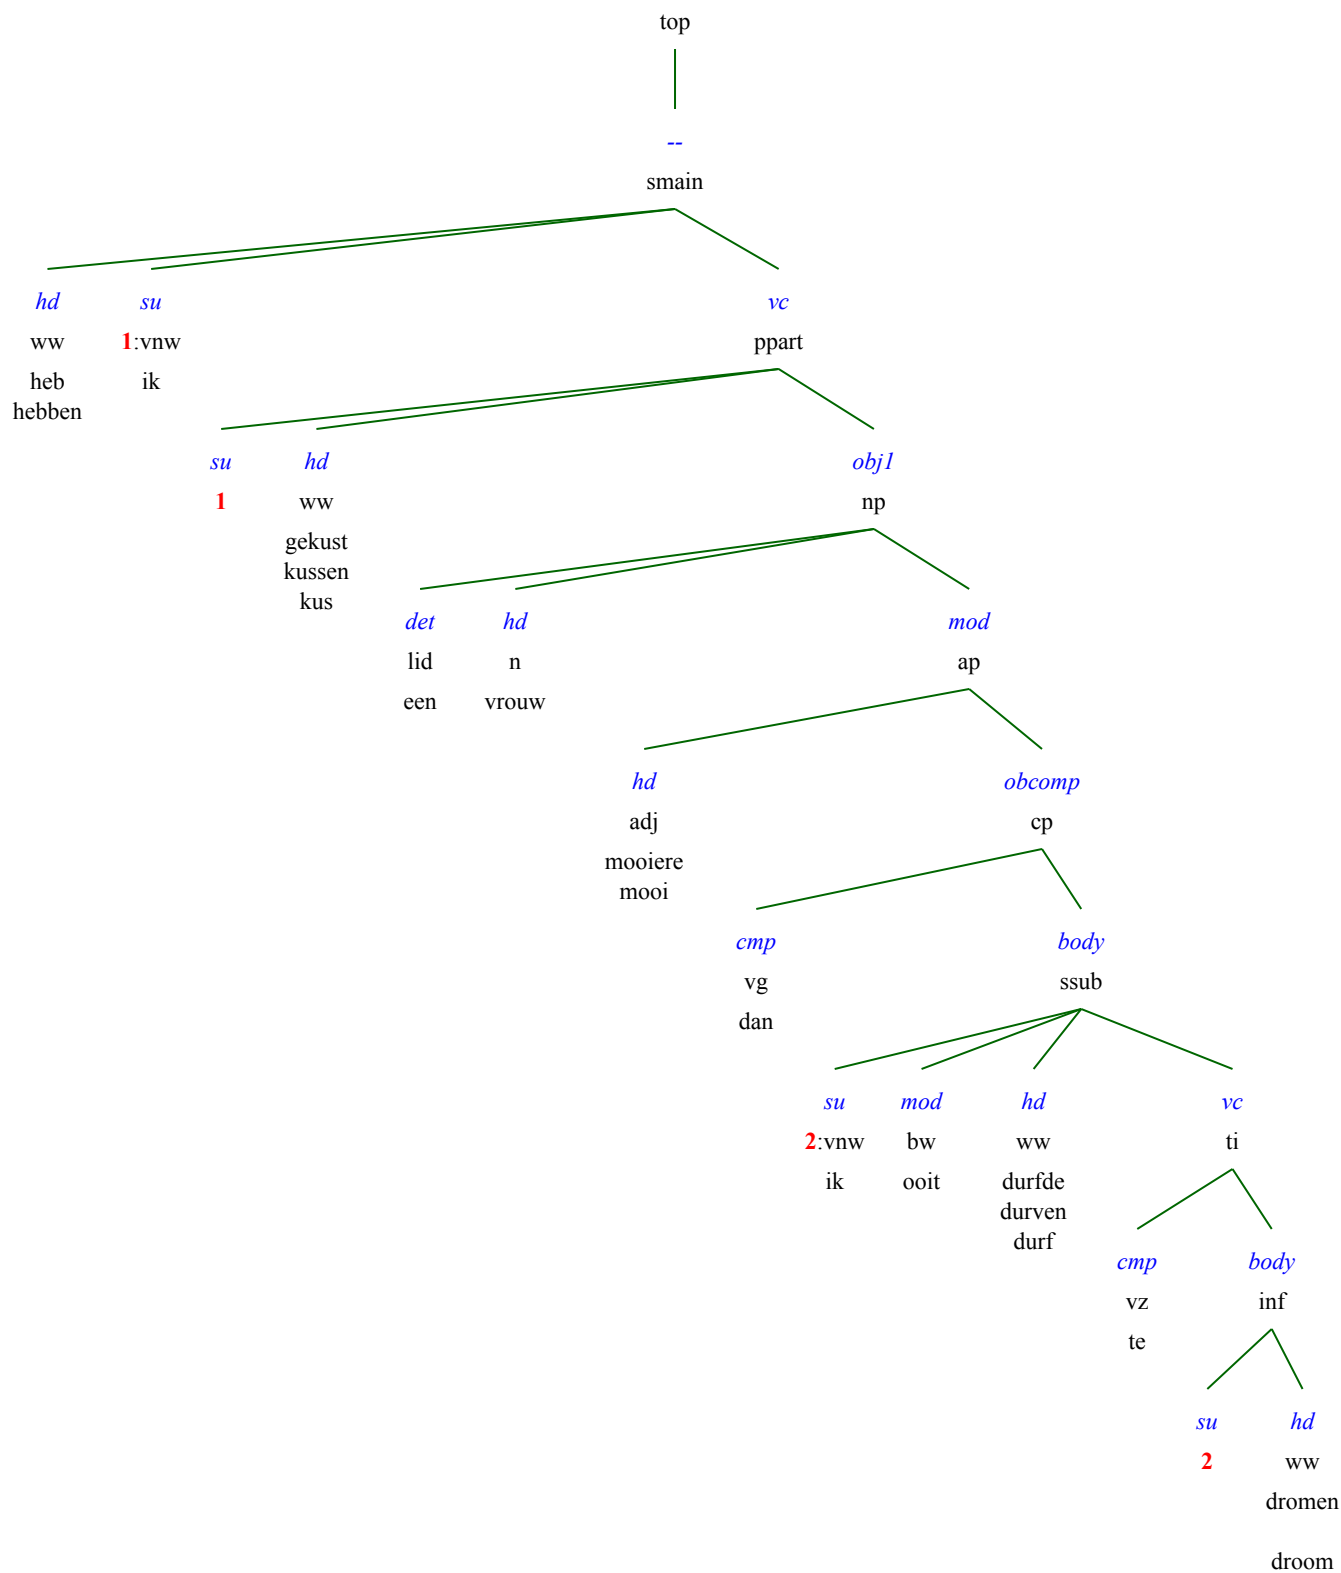 top
--
smain
hd su vc
ww 1:vnw ppart
heb ik
hebben
su hd obj1
1 ww np
gekust
kussen
kus
det hd mod
lid n ap
een vrouw
hd obcomp
adj cp
mooiere
mooi
cmp body
vg ssub
dan
su mod hd vc
2:vnw bw ww ti
ik ooit durfde
durven
durf
cmp body
vz inf
te
su hd
2 ww
dromen
droom